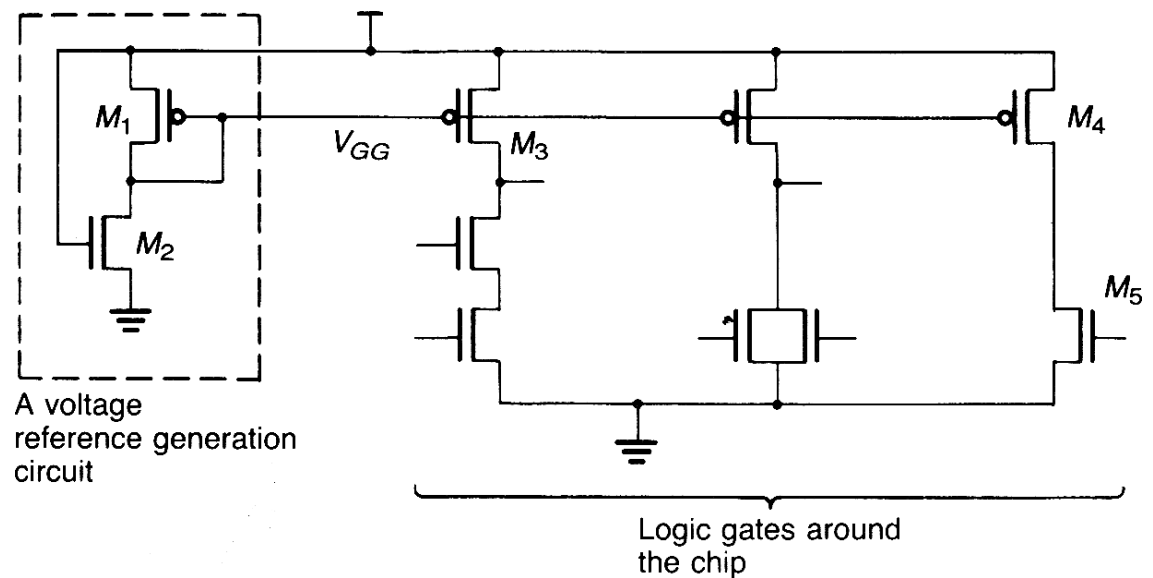 M1
VGG
M3
M4
M2
M5
A voltage
reference generation
circuit
Logic gates around
the chip